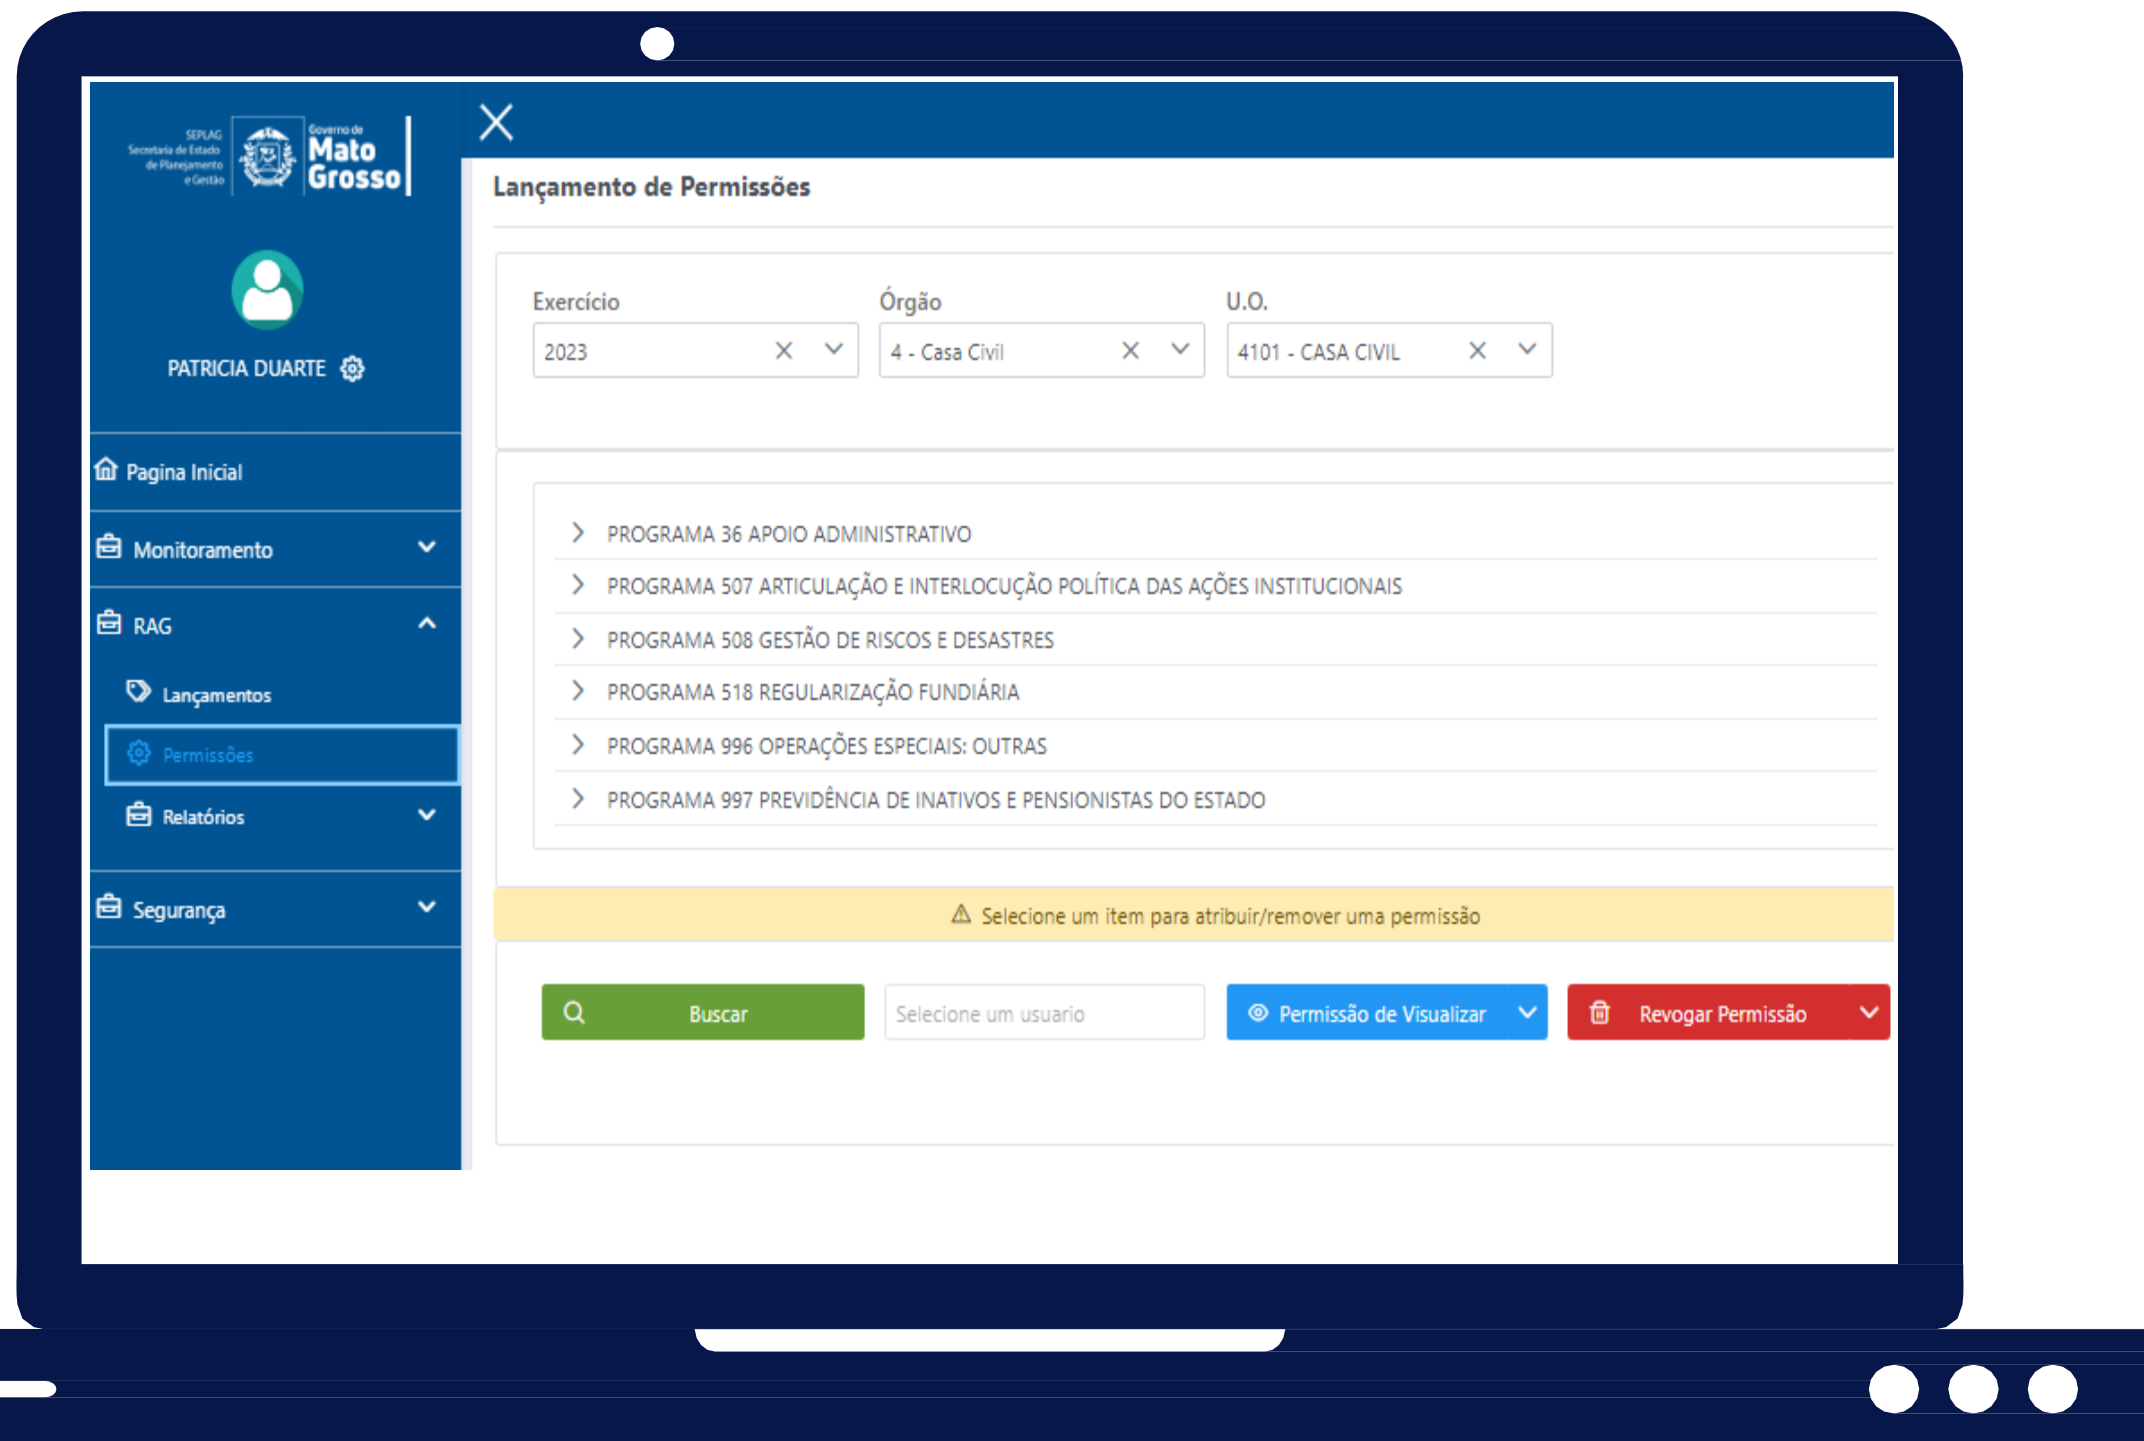 SEPLAG
Secretaria de Estado
de Planejamento
e Gestão
Governo de
Mato
Grosso
PATRICIA DUARTE
Pagina Inicial
Monitoramento
RAG
Lançamentos
Permissões
Relatórios
Segurança
Lançamento de Permissões
Exercício Órgão U.O.
2023 4 - Casa Civil 4101 - CASA CIVIL
PROGRAMA 36 APOIO ADMINISTRATIVO
PROGRAMA 507 ARTICULAÇÃO E INTERLOCUÇÃO POLÍTICA DAS AÇÕES INSTITUCIONAIS
PROGRAMA 508 GESTÃO DE RISCOS E DESASTRES
PROGRAMA 518 REGULARIZAÇÃO FUNDIÁRIA
PROGRAMA 996 OPERAÇÕES ESPECIAIS: OUTRAS
PROGRAMA 997 PREVIDÊNCIA DE INATIVOS E PENSIONISTAS DO ESTADO
Selecione um item para atribuir/remover uma permissão
Buscar Selecione um usuario Permissão de Visualizar Revogar Permissão